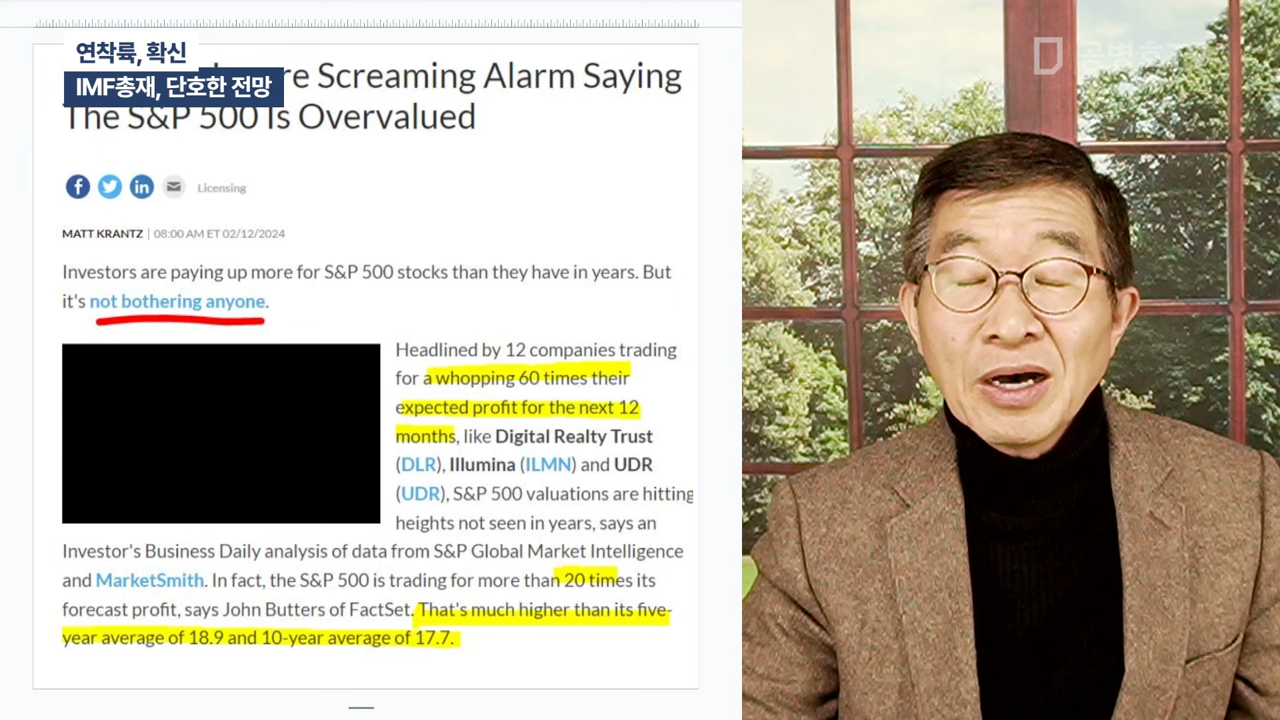 연착륙, 확신
IMF총재, 단호한 전망
re Screaming Alarm Saying
The S&P 500 Is Overvalued
Licensing
MATT KRANTZ | 08:00 AM ET 02/12/2024
Investors are paying up more for S&P 500 stocks than they have in years. But
it's not bothering anyone.
Headlined by 12 companies trading
for a whopping 60 times their
expected profit for the next 12
months, like Digital Realty Trust
(DLR), Illumina (ILMN) and UDR
(UDR), S&P 500 valuations are hitting
heights not seen in years, says an
Investor's Business Daily analysis of data from S&P Global Market Intelligence
and MarketSmith. In fact, the S&P 500 is trading for more than 20 times its
forecast profit, says John Butters of FactSet. That's much higher than its five-
year average of 18.9 and 10-year average of 17.7.